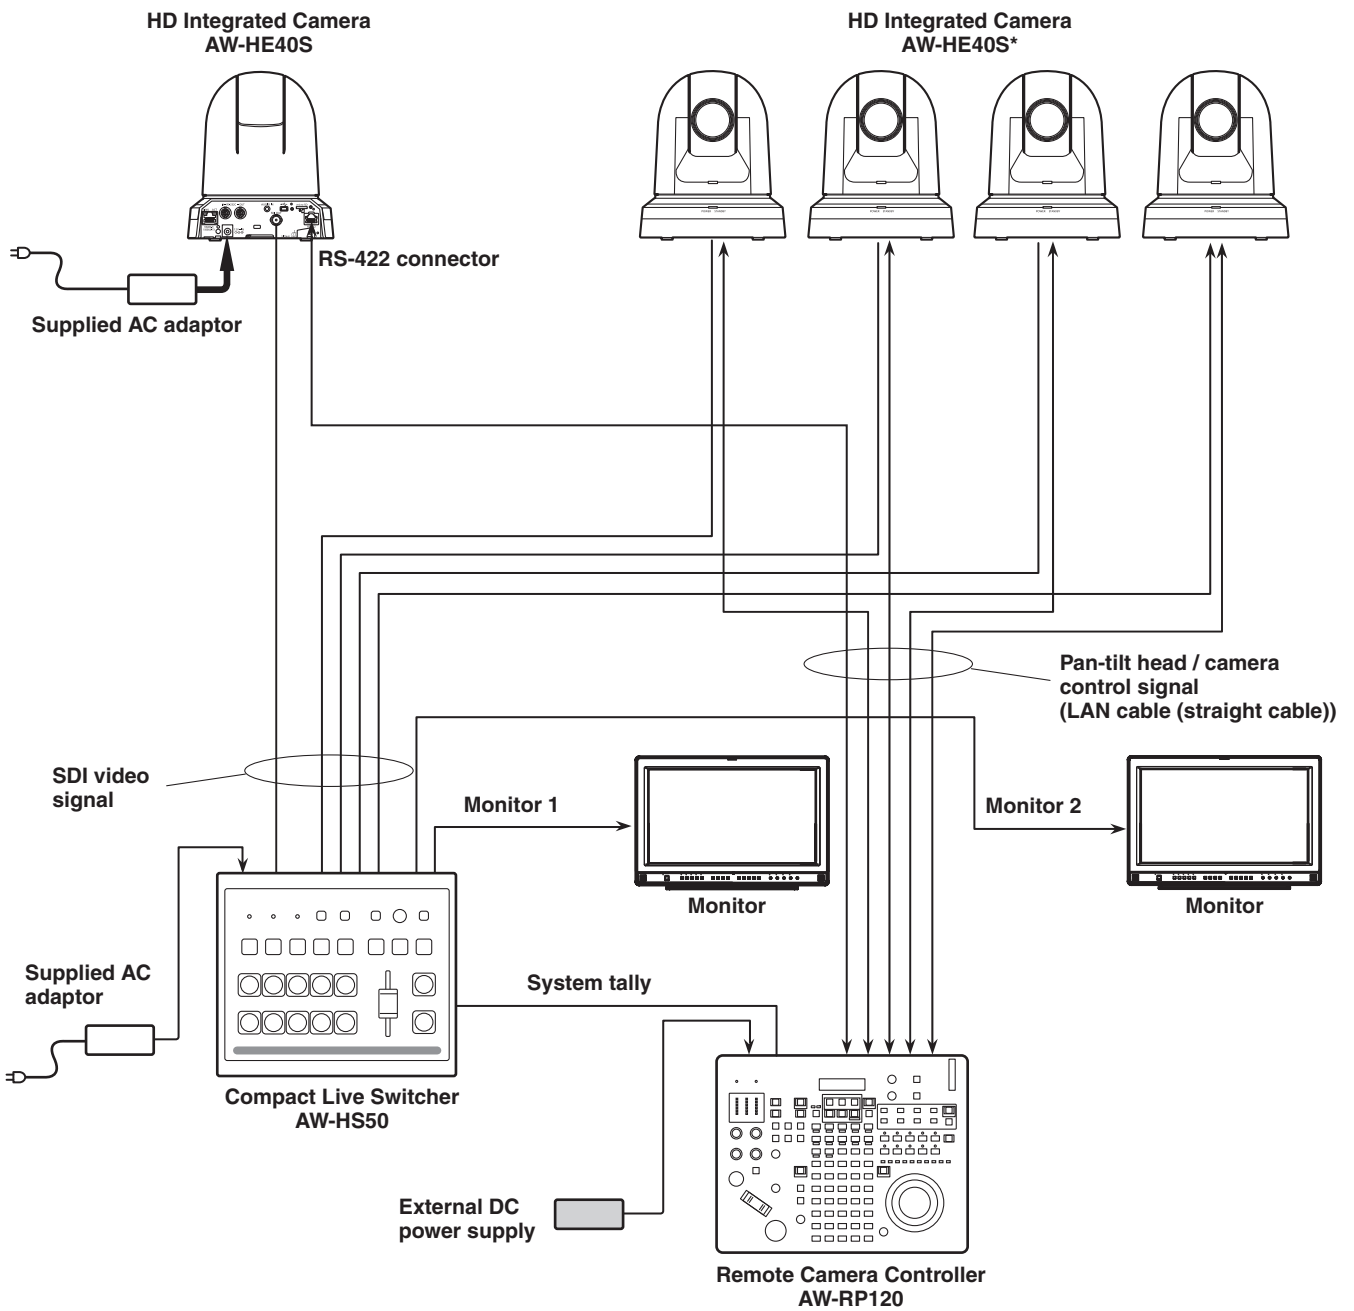 HD Integrated Camera
AW-HE40S
HD Integrated Camera
AW-HE40S*
RS-422 connector
Supplied AC adaptor
Pan-tilt head / camera
control signal
(LAN cable (straight cable))
SDI video
signal
Monitor 1
Monitor 2
Monitor
Monitor
Supplied AC
adaptor
System tally
Compact Live Switcher
AW-HS50
External DC
power supply
Remote Camera Controller
AW-RP120